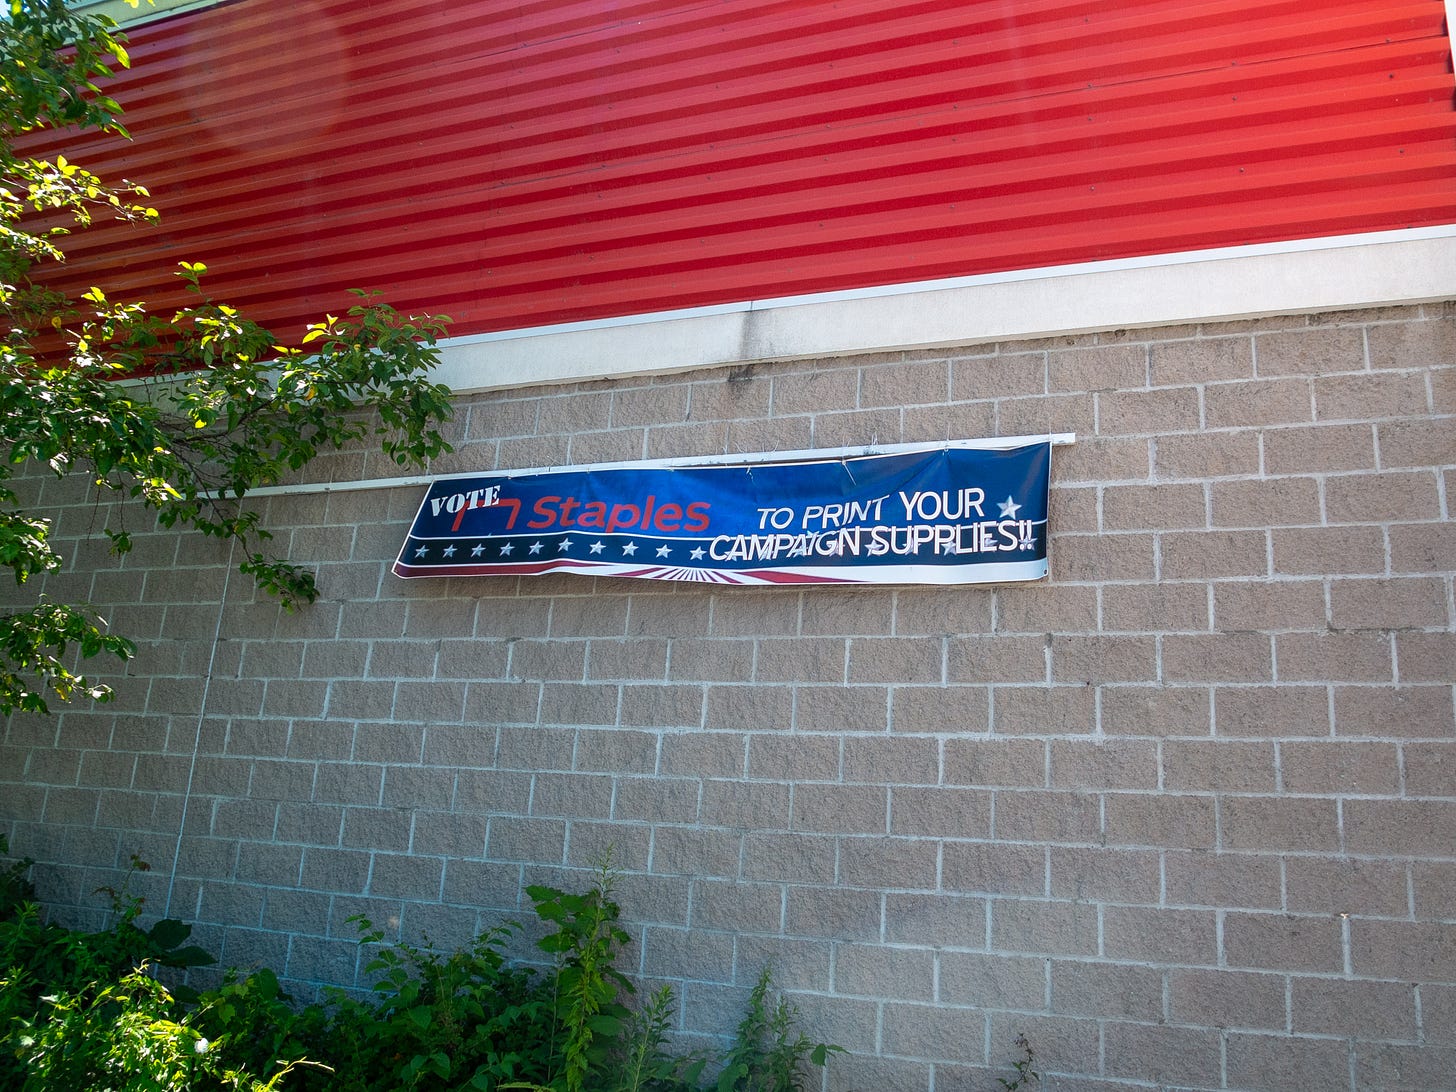 VOTE Staples TO PRINT YOUR
CAMPAIGN SUPPLIES!!